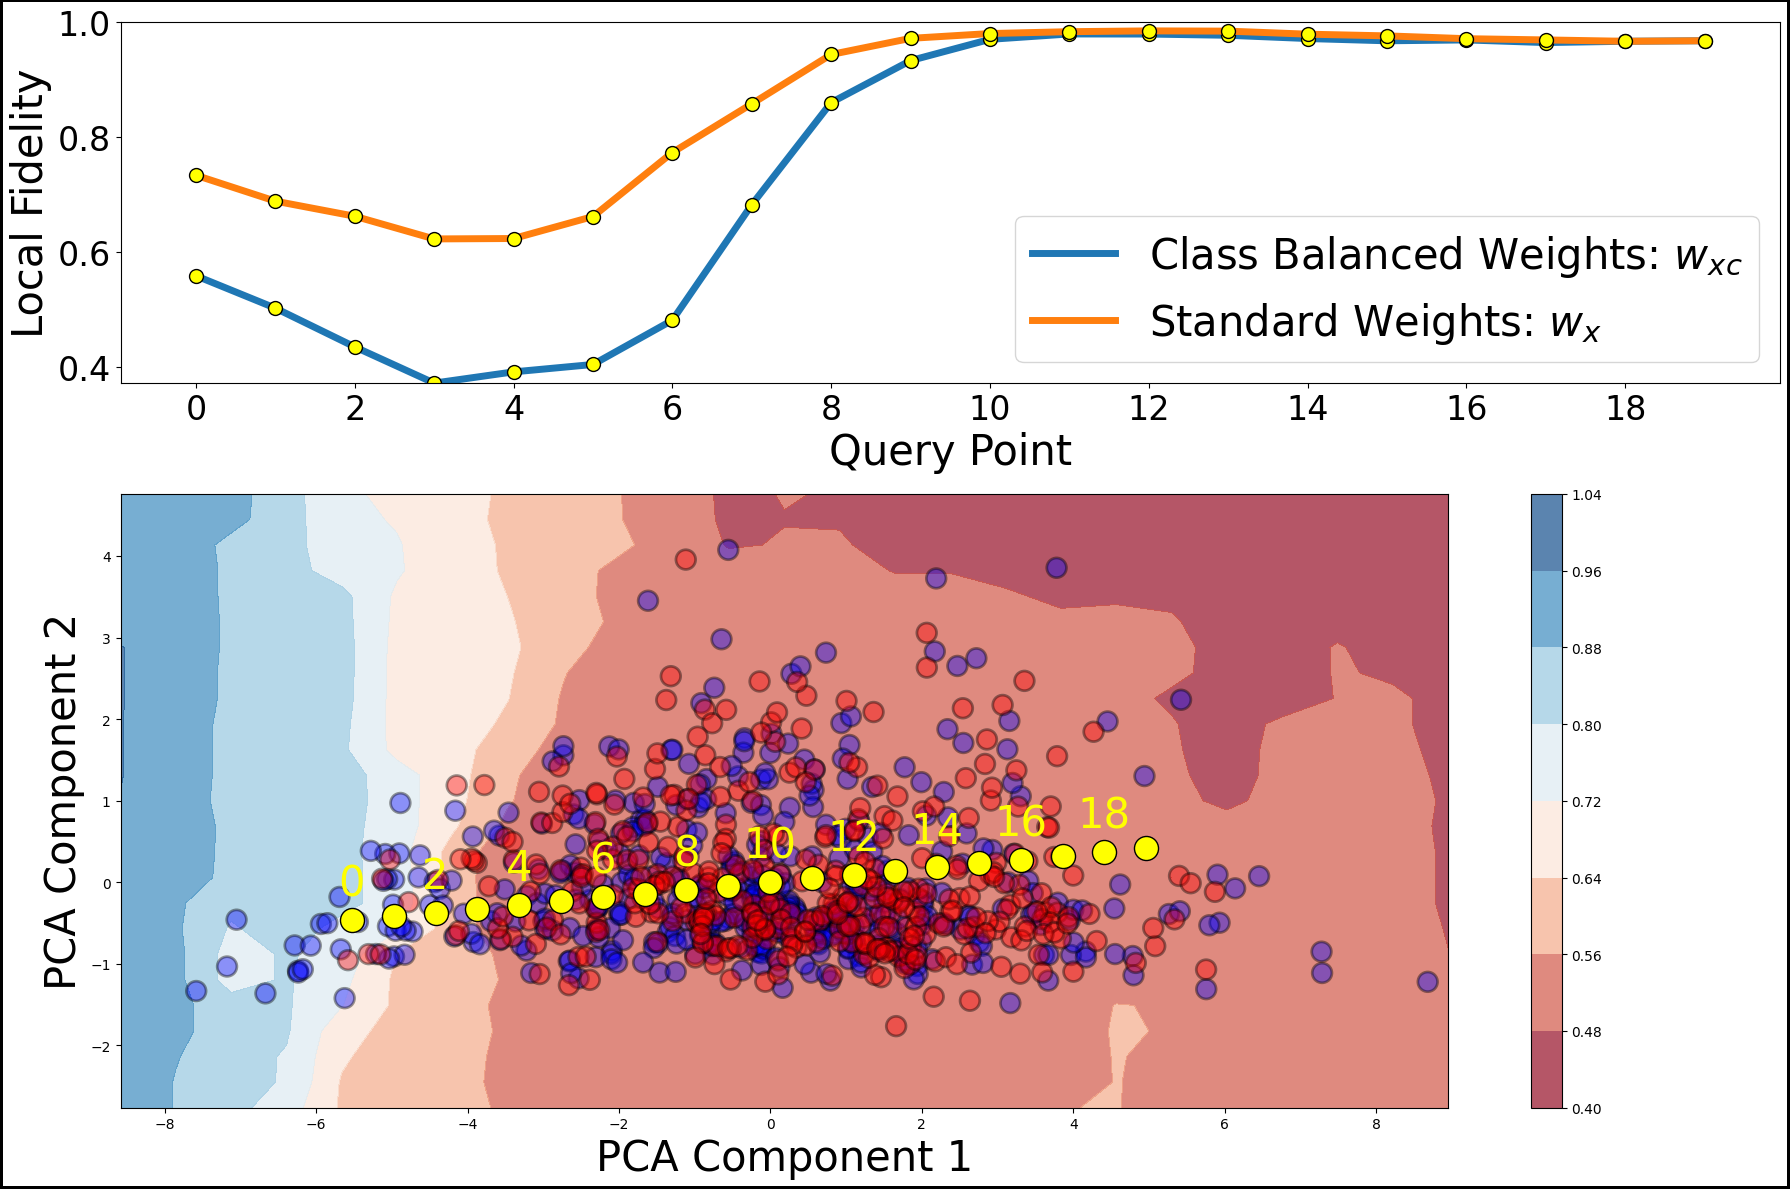 1.0
0.8
0.6
0.4
Local Fidelity
Class Balanced Weights: w_xc
Standard Weights: w_x
0 2 4 6 8 10 12 14 16 18
Query Point
4
3
2
1
0
−1
−2
PCA Component 2
0 2 4 6 8 10 12 14 16 18
−8 −6 −4 −2 0 2 4 6 8
PCA Component 1
1.04
0.96
0.88
0.80
0.72
0.64
0.56
0.48
0.40